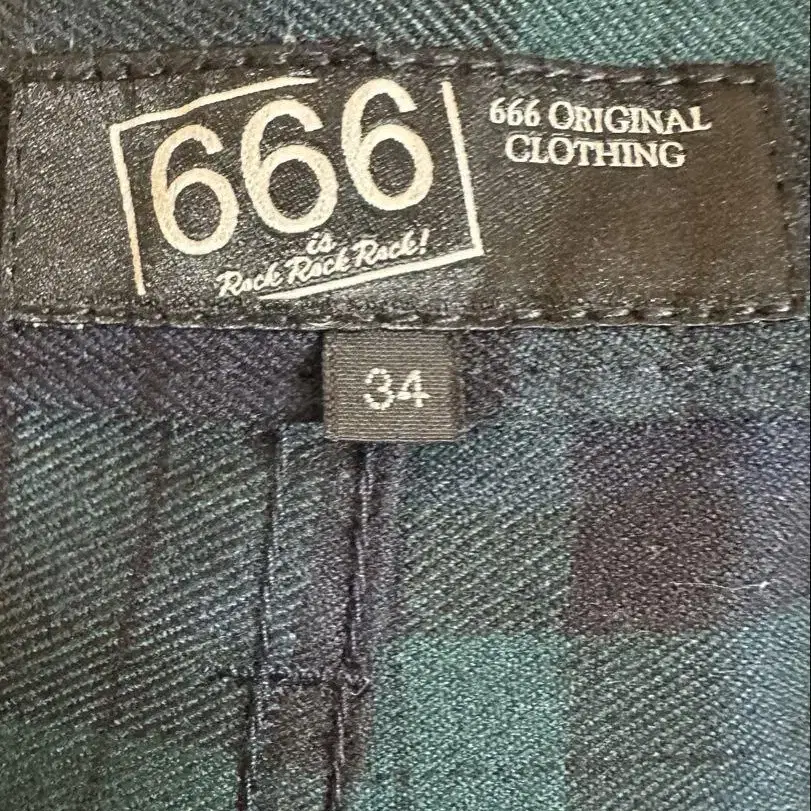 666
is
Rock Rock Rock!
666 ORIGINAL
CLOTHING
34